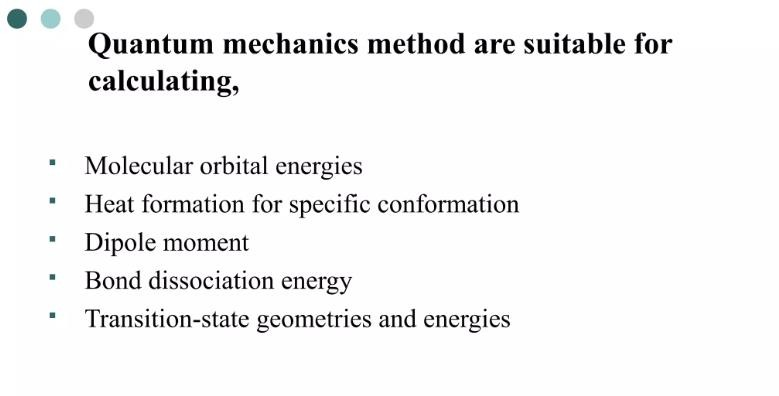 Quantum mechanics method are suitable for
calculating,
▪ Molecular orbital energies
▪ Heat formation for specific conformation
▪ Dipole moment
▪ Bond dissociation energy
▪ Transition-state geometries and energies